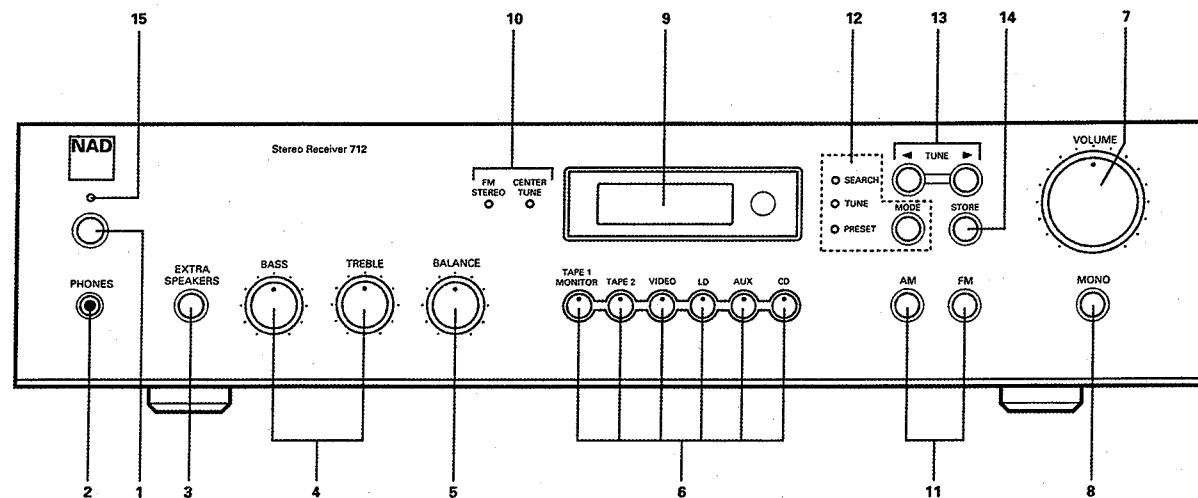 15 10 9 12 13 14 7
NAD
Stereo Receiver 712
FM STEREO
CENTER TUNE
SEARCH
TUNE
PRESET
◄ TUNE ►
MODE
STORE
VOLUME
PHONES
EXTRA SPEAKERS
BASS
TREBLE
BALANCE
TAPE 1 MONITOR
TAPE 2
VIDEO
LD
AUX
CD
AM
FM
MONO
2 1 3 4 5 6 11 8